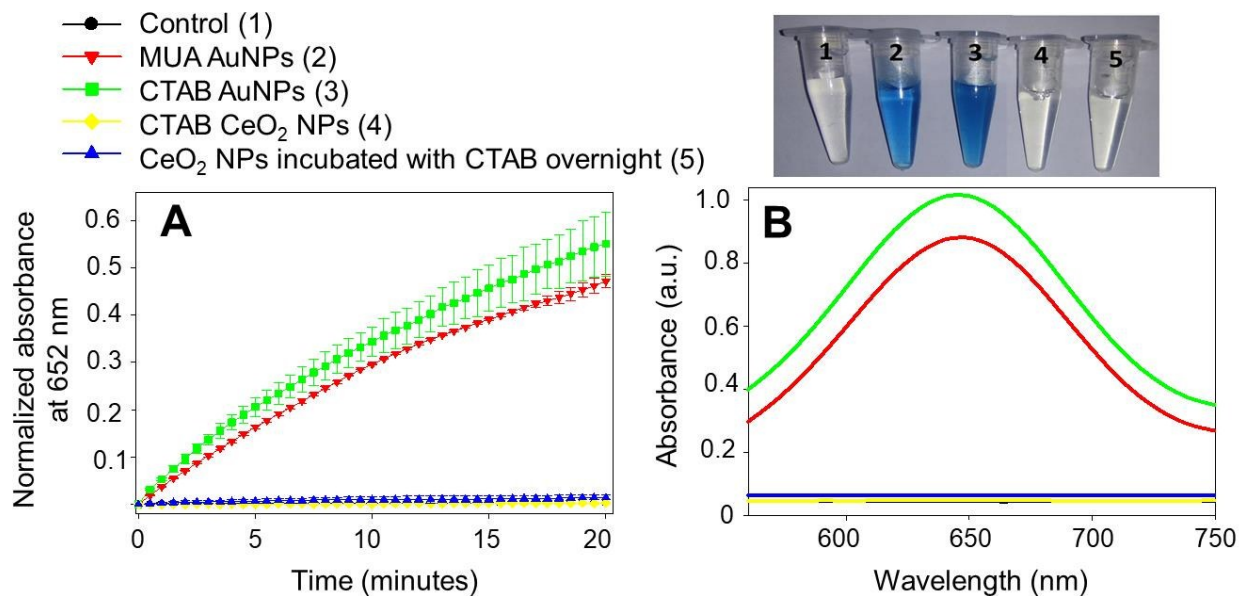 Control (1)
MUA AuNPs (2)
CTAB AuNPs (3)
CTAB CeO₂ NPs (4)
CeO₂ NPs incubated with CTAB overnight (5)
1 2 3 4 5
A
Normalized absorbance
at 652 nm
0.6
0.5
0.4
0.3
0.2
0.1
0 5 10 15 20
Time (minutes)
B
Absorbance (a.u.)
1.0
0.8
0.6
0.4
0.2
0
600 650 700 750
Wavelength (nm)